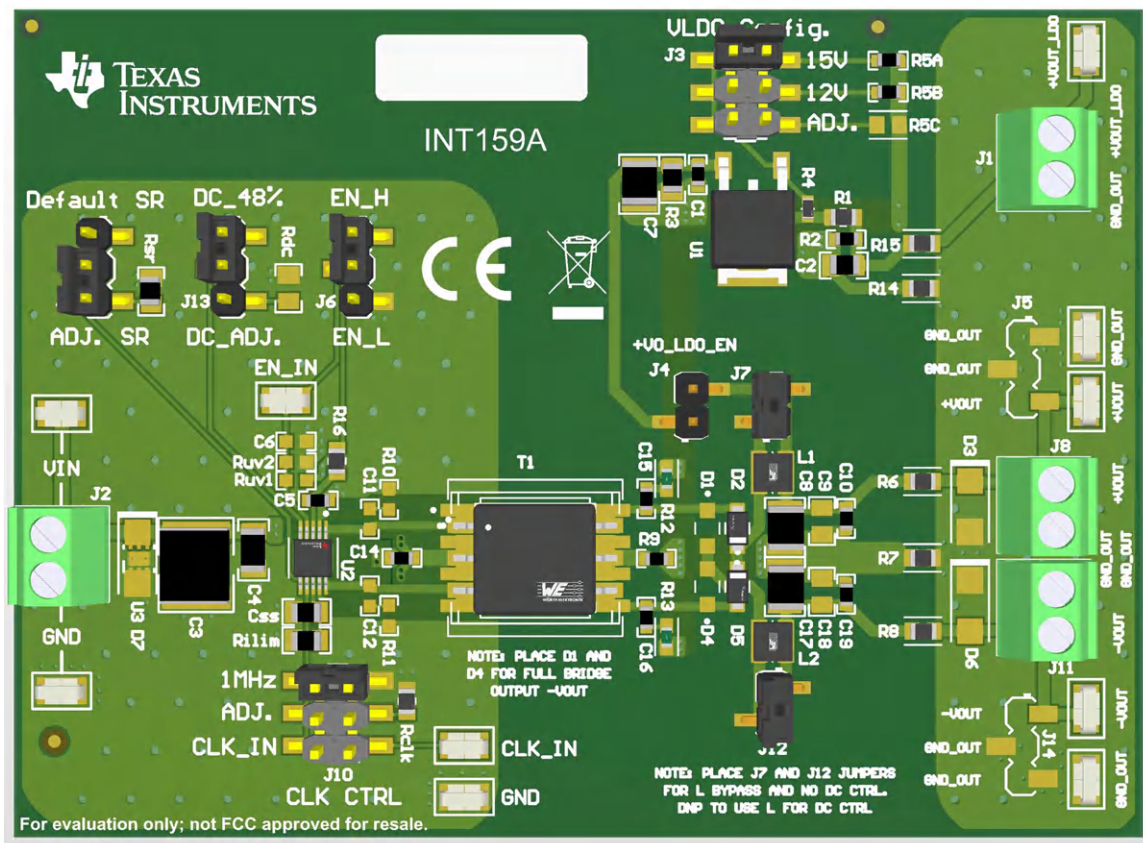 TEXAS
INSTRUMENTS
INT159A
VLDO Config.
J3
15V
12V
ADJ.
R5A
R5B
R5C
+VOUT_LDO
+VOUT_LDO
GND_OUT
J1
Default SR
DC_48%
EN_H
Rsr
Rdc
J13
J6
ADJ. SR
DC_ADJ.
EN_L
CE
C7
R3
C1
U1
R4
R1
R2
C2
R15
R14
EN_IN
+VO_LDO_EN
J4
J7
J5
GND_OUT
GND_OUT
+VOUT
GND_OUT
+VOUT
VIN
J2
GND
C6
Ruv2
Ruv1
R16
C5
C11
R10
T1
C15
R12
D1
D2
L1
C8
C9
C10
R6
D3
J8
+VOUT
GND_OUT
U3
D7
C3
C4
U2
C14
R9
WE
R7
GND_OUT
GND_OUT
Css
Rilim
C12
R11
C16
R13
D4
D5
L2
C17
C18
C19
R8
D6
-VOUT
J11
NOTE: PLACE D1 AND
D4 FOR FULL BRIDGE
OUTPUT -VOUT
1MHz
ADJ.
CLK_IN
Rclk
J10
CLK CTRL
CLK_IN
GND
J12
NOTE: PLACE J7 AND J12 JUMPERS
FOR L BYPASS AND NO DC CTRL.
DNP TO USE L FOR DC CTRL
-VOUT
GND_OUT
GND_OUT
J14
-VOUT
GND_OUT
For evaluation only; not FCC approved for resale.